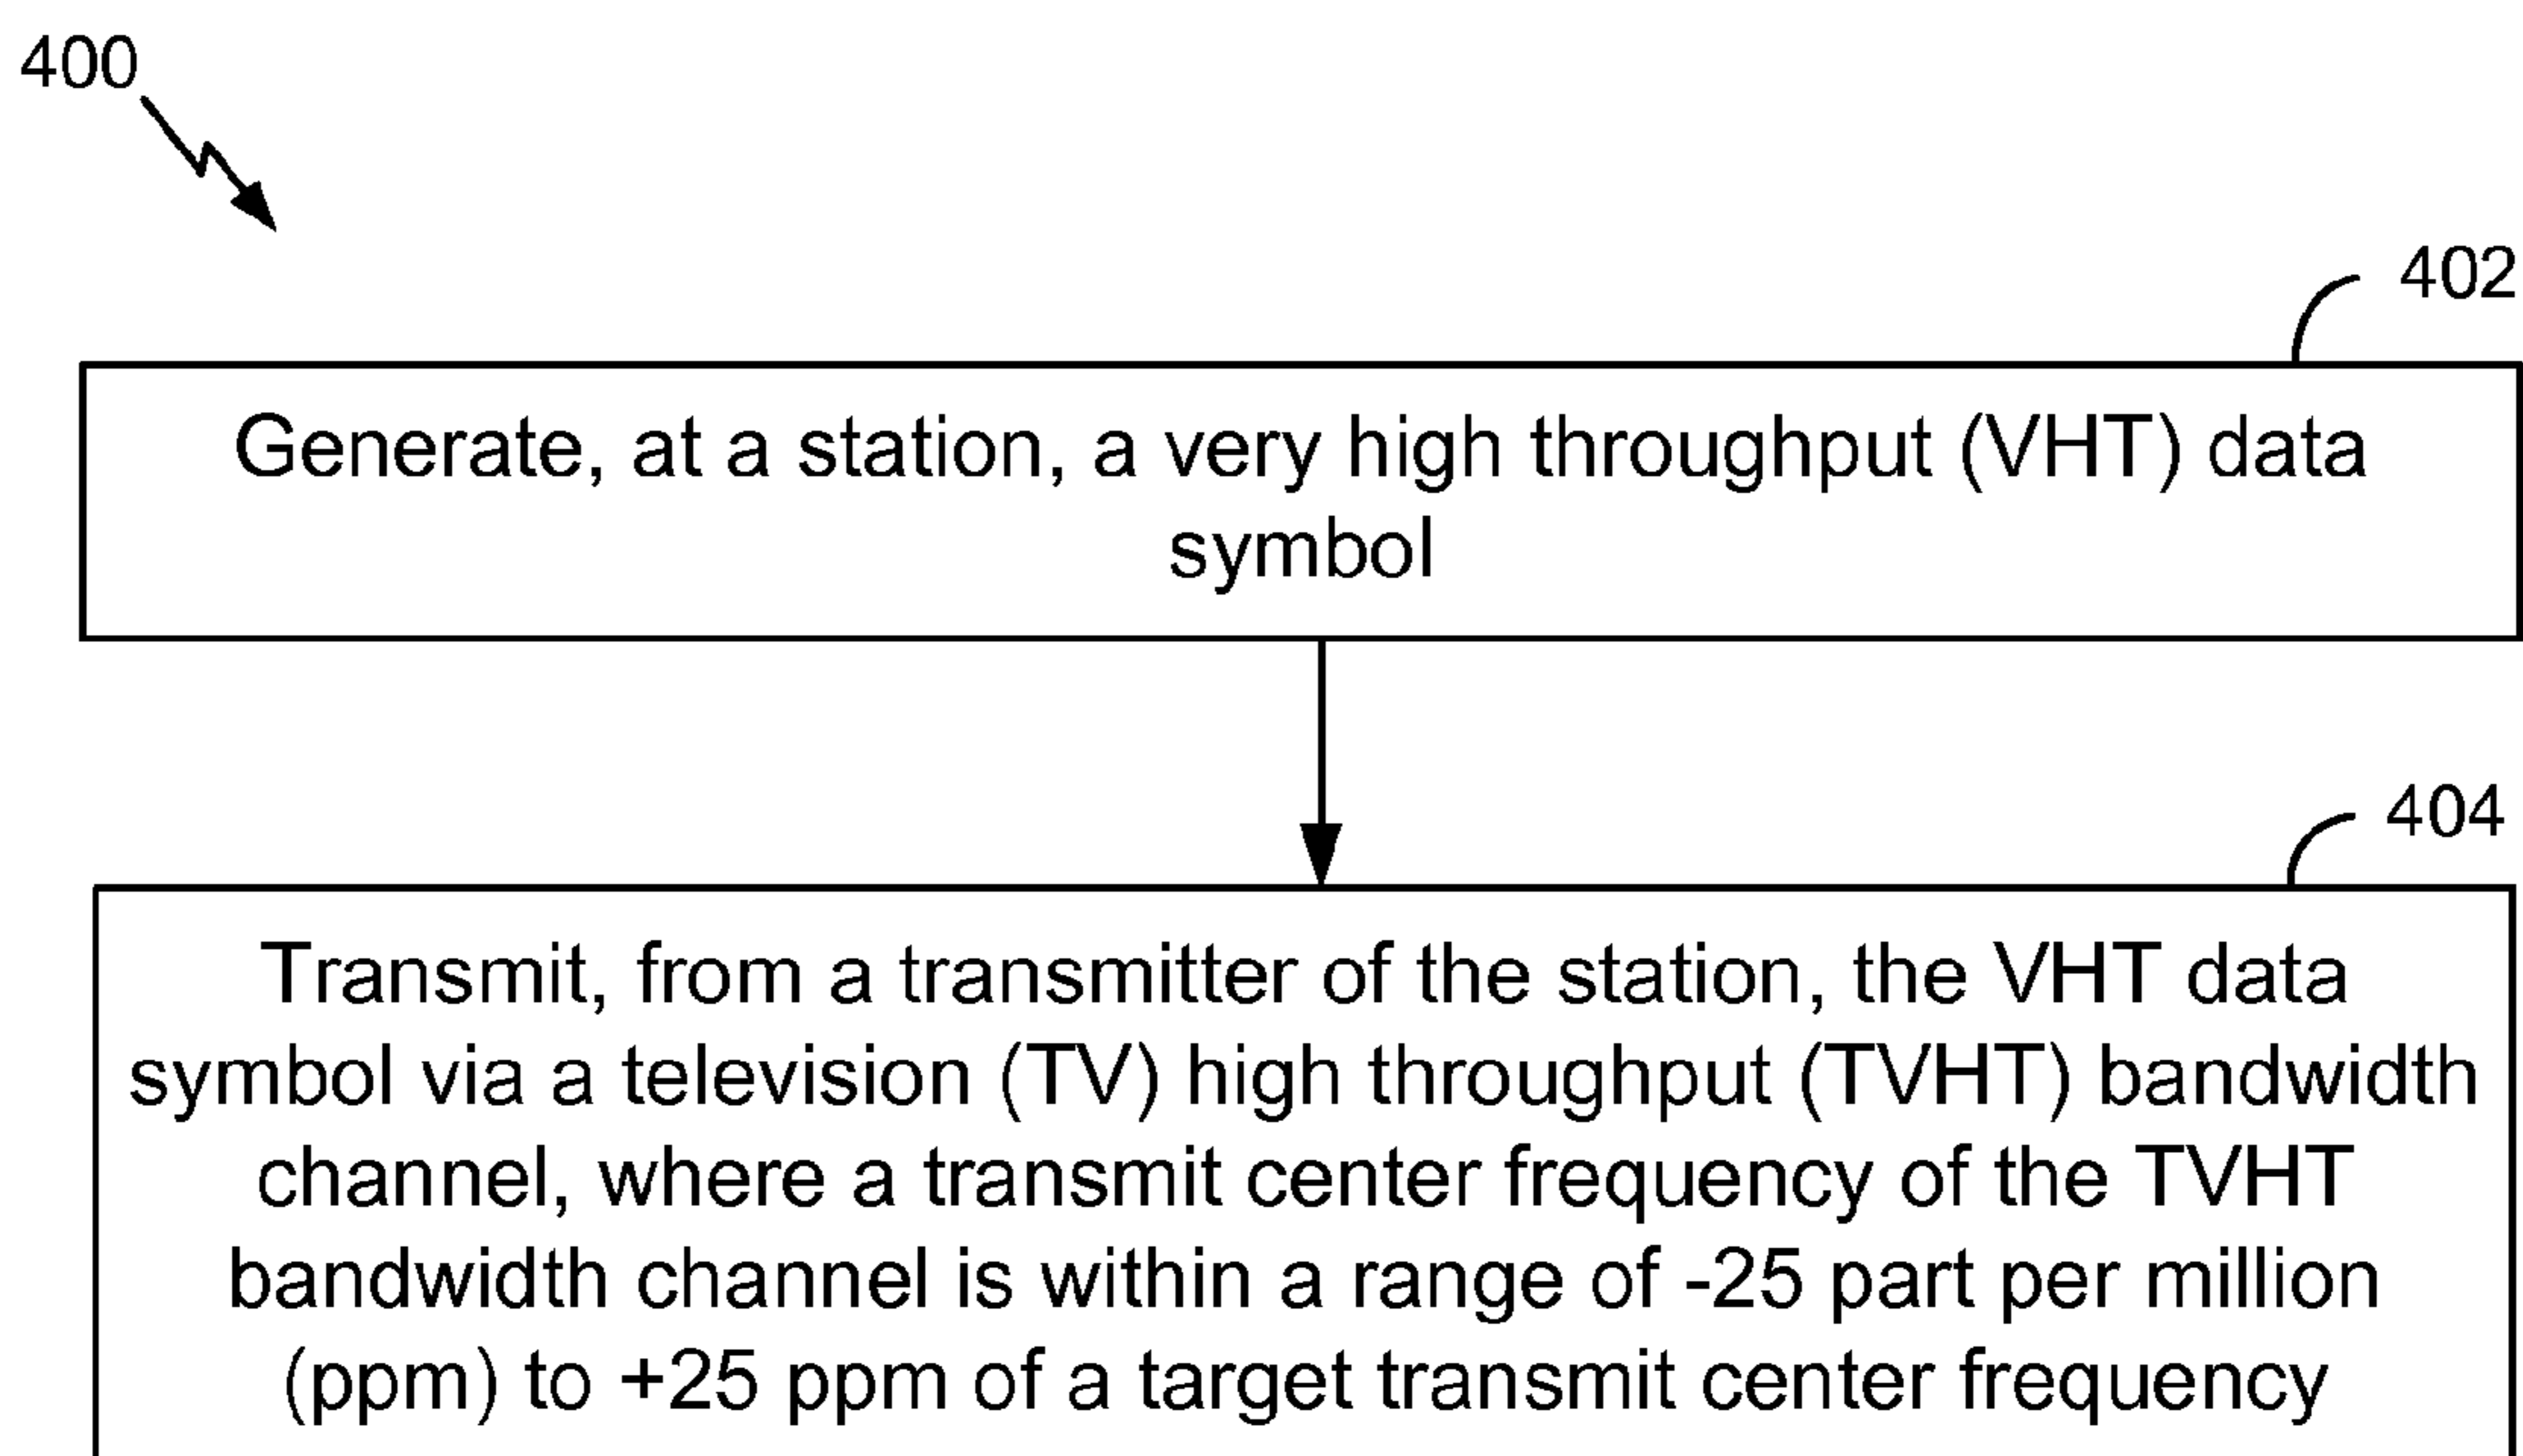 400
402
Generate, at a station, a very high throughput (VHT) data
symbol
404
Transmit, from a transmitter of the station, the VHT data
symbol via a television (TV) high throughput (TVHT) bandwidth
channel, where a transmit center frequency of the TVHT
bandwidth channel is within a range of -25 part per million
(ppm) to +25 ppm of a target transmit center frequency